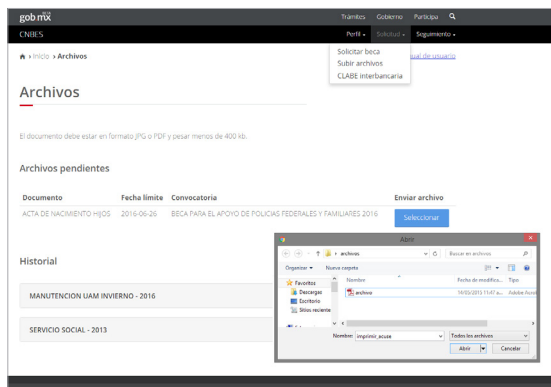 gob mx
BETA
Trámites Gobierno Participa
CNBES
Perfil Solicitud Seguimiento
Inicio > Archivos
ual de usuario
Solicitar beca
Subir archivos
CLABE interbancaria
Archivos
El documento debe estar en formato JPG o PDF y pesar menos de 400 kb.
Archivos pendientes
Documento Fecha límite Convocatoria Enviar archivo
ACTA DE NACIMIENTO HIJOS 2016-06-26 BECA PARA EL APOYO DE POLICIAS FEDERALES Y FAMILIARES 2016 Seleccionar
Historial
MANUTENCION UAM INVIERNO - 2016
SERVICIO SOCIAL - 2013
Abrir
archivos
Buscar en archivos
Organizar Nueva carpeta
Favoritos
Descargas
Escritorio
Sitios reciente
Nombre Fecha de modifica... Tipo
archivo 14/03/2015 11:47 a... Adobe
Nombre: imprimir_acuse Todos los archivos
Abrir Cancelar